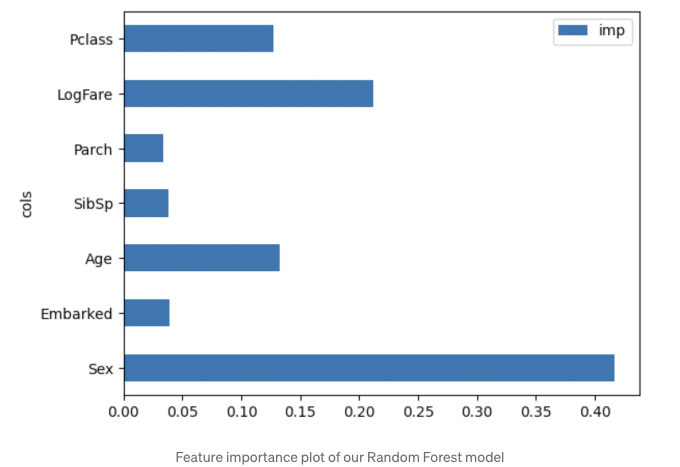 imp
Pclass
LogFare
Parch
SibSp
Age
Embarked
Sex
cols
0.00 0.05 0.10 0.15 0.20 0.25 0.30 0.35 0.40
Feature importance plot of our Random Forest model